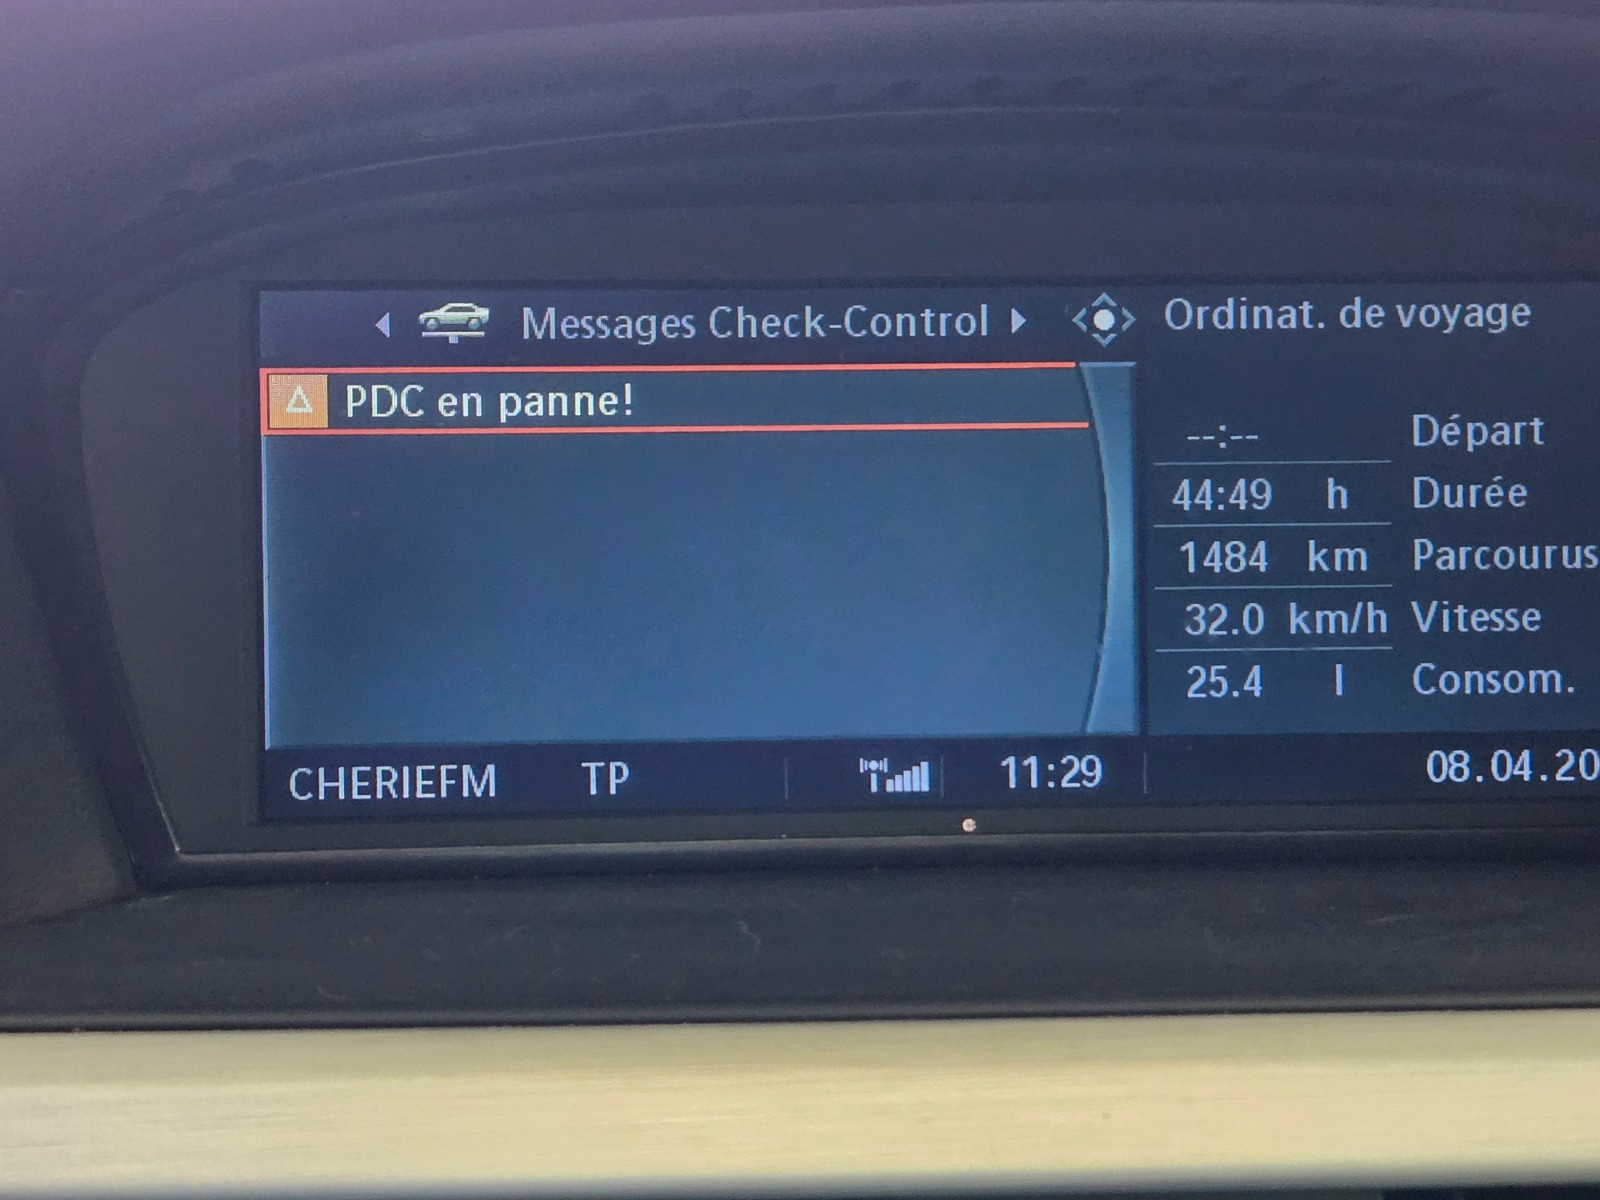 Messages Check-Control
PDC en panne!
Ordinat. de voyage
--:-- Départ
44:49 h Durée
1484 km Parcourus
32.0 km/h Vitesse
25.4 l Consom.
CHERIEFM TP 11:29 08.04.20